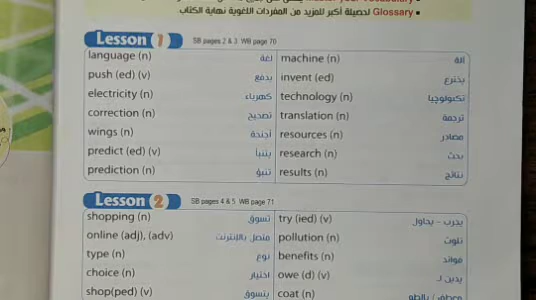 Glossary لحصيلة أكبر للمزيد من المفردات اللغوية نهاية الكتاب
Lesson 1 SB pages 2 & 3 WB page 70
language (n) لغة machine (n) آلة
push (ed) (v) يدفع invent (ed) يخترع
electricity (n) كهرباء technology (n) تكنولوجيا
correction (n) تصحيح translation (n) ترجمة
wings (n) أجنحة resources (n) مصادر
predict (ed) (v) يتنبأ research (n) بحث
prediction (n) تنبؤ results (n) نتائج
Lesson 2 SB pages 4 & 5 WB page 71
shopping (n) تسوق try (ied) (v) يجرب - يحاول
online (adj), (adv) متصل بالإنترنت pollution (n) تلوث
type (n) نوع benefits (n) فوائد
choice (n) اختيار owe (d) (v) يدين لـ
shop(ped) (v) يتسوق coat (n) معطف / بالطو